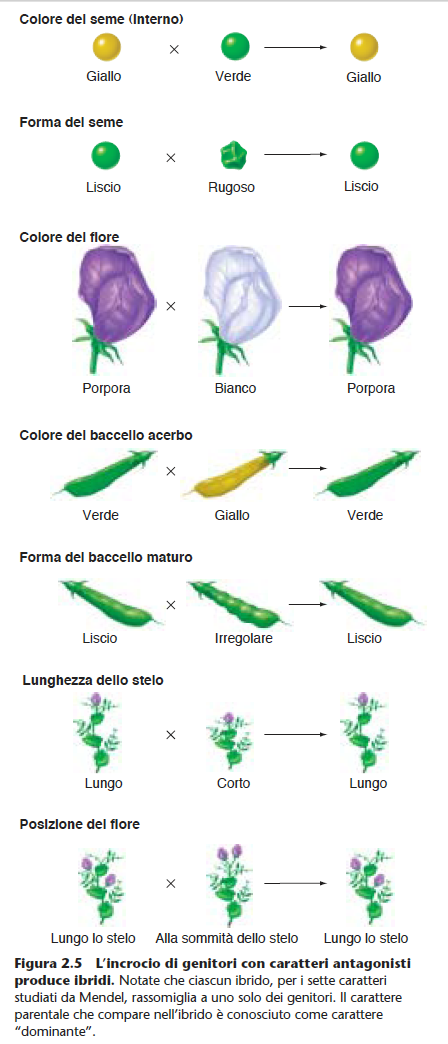 Colore del seme (interno)
× 
Giallo Verde Giallo
Forma del seme
×
Liscio Rugoso Liscio
Colore del fiore
×
Porpora Bianco Porpora
Colore del baccello acerbo
×
Verde Giallo Verde
Forma del baccello maturo
×
Liscio Irregolare Liscio
Lunghezza dello stelo
×
Lungo Corto Lungo
Posizione del fiore
×
Lungo lo stelo Alla sommità dello stelo Lungo lo stelo
Figura 2.5 L'incrocio di genitori con caratteri antagonisti
produce ibridi. Notate che ciascun ibrido, per i sette caratteri
studiati da Mendel, rassomiglia a uno solo dei genitori. Il carattere
parentale che compare nell'ibrido è conosciuto come carattere
“dominante”.